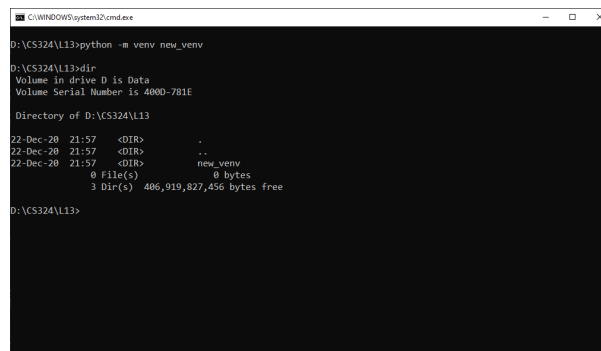 C:\WINDOWS\system32\cmd.exe
D:\CS324\L13>python -m venv new_venv
D:\CS324\L13>dir
Volume in drive D is Data
Volume Serial Number is 400D-781E
Directory of D:\CS324\L13
22-Dec-20  21:57    <DIR>          .
22-Dec-20  21:57    <DIR>          ..
22-Dec-20  21:57    <DIR>          new_venv
0 File(s)              0 bytes
3 Dir(s)  406,919,827,456 bytes free
D:\CS324\L13>